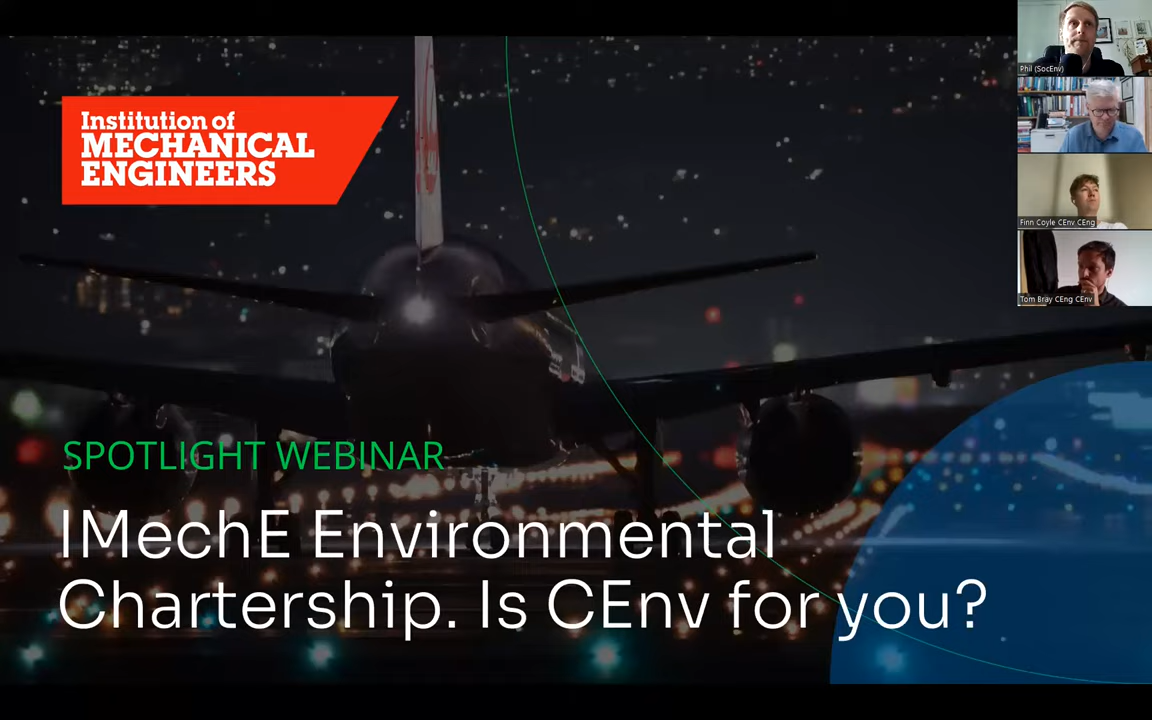 Institution of
MECHANICAL
ENGINEERS
SPOTLIGHT WEBINAR
IMechE Environmental
Chartership. Is CEnv for you?
Phil (SocEnv)
Finn Coyle CEnv CEng
Tom Bray CEng CEnv